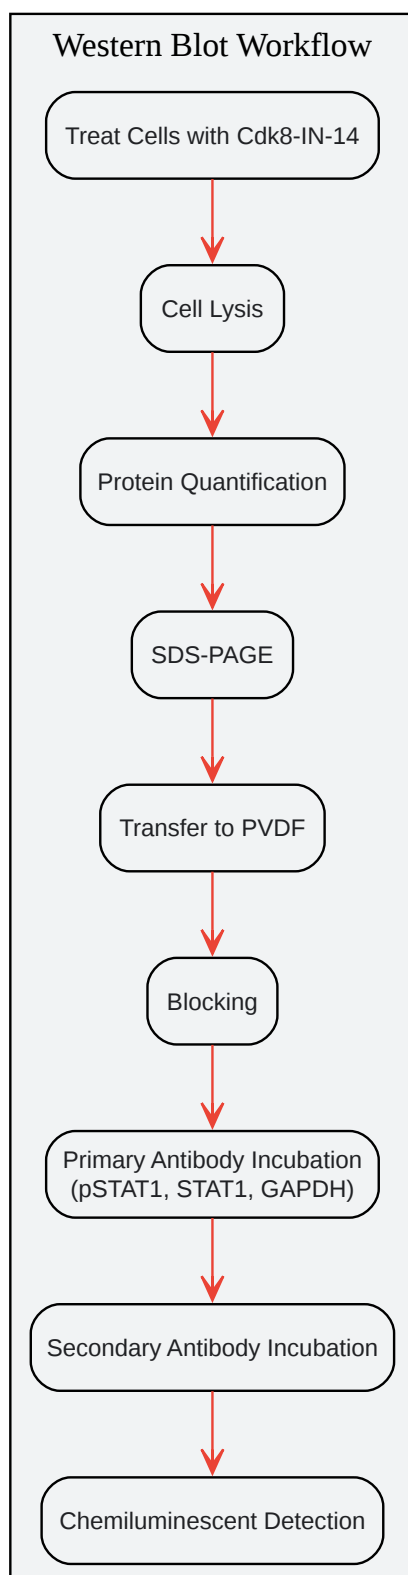 Western Blot Workflow
Treat Cells with Cdk8-IN-14
Cell Lysis
Protein Quantification
SDS-PAGE
Transfer to PVDF
Blocking
Primary Antibody Incubation
(pSTAT1, STAT1, GAPDH)
Secondary Antibody Incubation
Chemiluminescent Detection